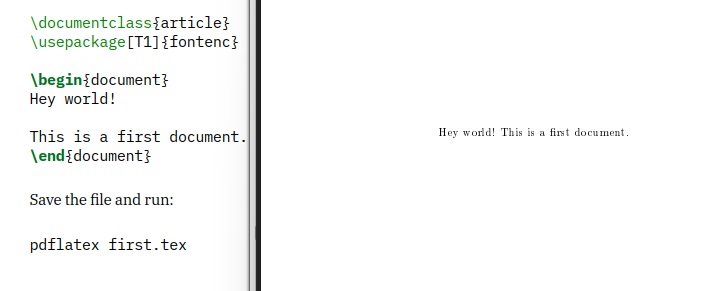 \documentclass{article}
\usepackage[T1]{fontenc}
\begin{document}
Hey world!
This is a first document.
\end{document}
Save the file and run:
pdflatex first.tex
Hey world! This is a first document.